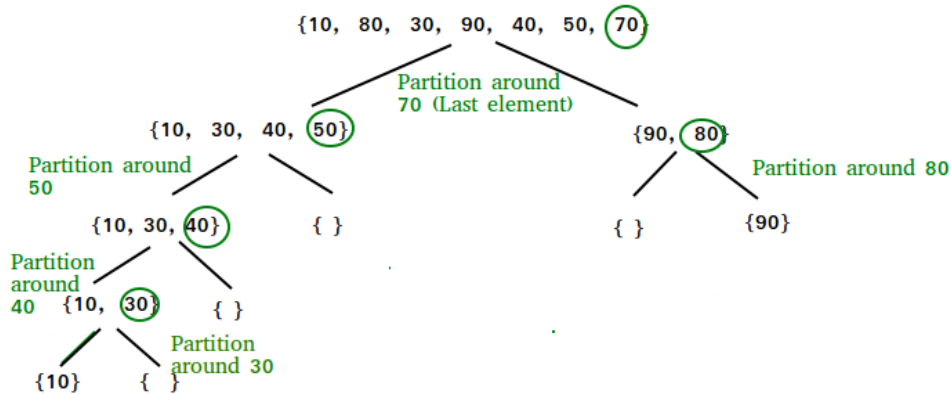 {10, 80, 30, 90, 40, 50, 70}
Partition around
70 (Last element)
{10, 30, 40, 50}
{90, 80}
Partition around
50
Partition around 80
{10, 30, 40}
{ }
{ }
{90}
Partition
around
40
{10, 30}
{ }
Partition
around 30
{10}
{ }